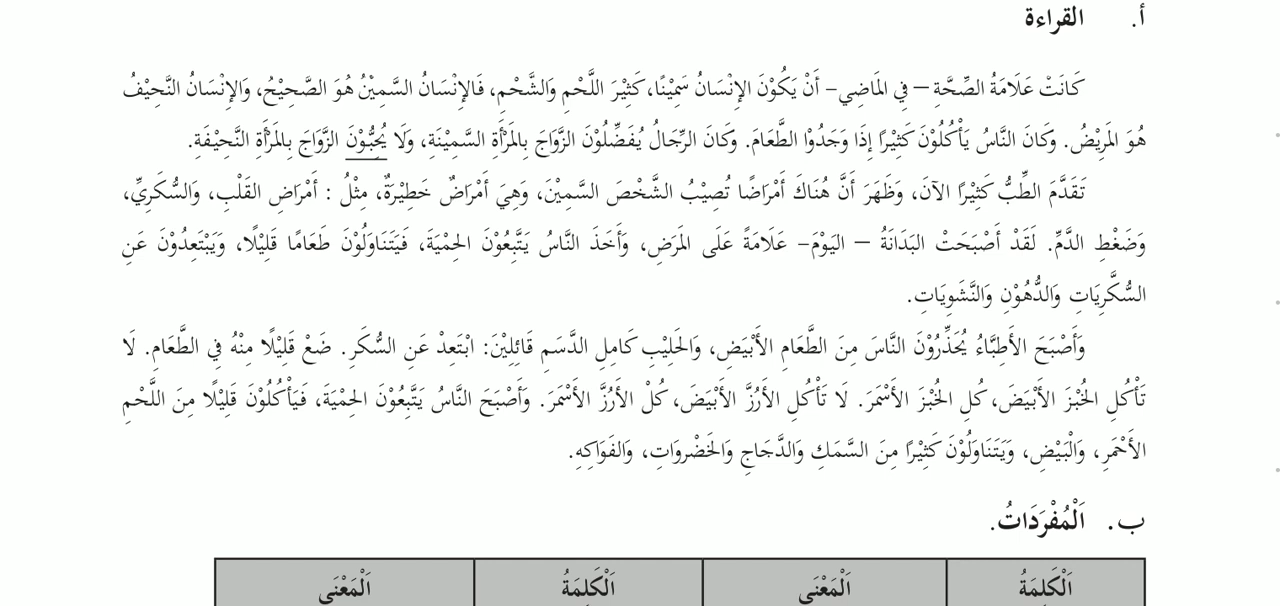 أ. القراءة
كَانَتْ عَلَامَةُ الصِّحَّةِ – في المَاضِي– أَنْ يَكُوْنَ الإِنْسَانُ سَمِيْنًا، كَثِيْرَ اللَّحْمِ وَالشَّحْمِ، فَالإِنْسَانُ السَّمِيْنُ هُوَ الصَّحِيْحُ، وَالإِنْسَانُ النَّحِيْفُ
هُوَ المَرِيْضُ. وَكَانَ النَّاسُ يَأْكُلُوْنَ كَثِيْرًا إِذَا وَجَدُوْا الطَّعَامَ. وَكَانَ الرِّجَالُ يُفَضِّلُوْنَ الزَّوَاجَ بِالمَرْأَةِ السَّمِيْنَةِ، وَلَا يُحِبُّوْنَ الزَّوَاجَ بِالمَرْأَةِ النَّحِيْفَةِ.
تَقَدَّمَ الطِّبُّ كَثِيْرًا الآنَ، وَظَهَرَ أَنَّ هُنَاكَ أَمْرَاضًا تُصِيْبُ الشَّخْصَ السَّمِيْنَ، وَهِيَ أَمْرَاضٌ خَطِيْرَةٌ، مِثْلُ : أَمْرَاضِ القَلْبِ، وَالسُّكَرِيِّ،
وَضَغْطِ الدَّمِّ. لَقَدْ أَصْبَحَتْ البَدَانَةُ – اليَوْمَ– عَلَامَةً عَلَى المَرَضِ، وَأَخَذَ النَّاسُ يَتَّبِعُوْنَ الحِمْيَةَ، فَيَتَنَاوَلُوْنَ طَعَامًا قَلِيْلًا، وَيَبْتَعِدُوْنَ عَنِ
السُّكَّرِيَاتِ وَالدُّهُوْنِ وَالنَّشَوِيَاتِ.
وَأَصْبَحَ الأَطِبَّاءُ يُحَذِّرُوْنَ النَّاسَ مِنَ الطَّعَامِ الأَبْيَضِ، وَالحَلِيْبِ كَامِلِ الدَّسَمِ قَائِلِيْنَ: ابْتَعِدْ عَنِ السُّكَرِ. ضَعْ قَلِيْلًا مِنْهُ فِي الطَّعَامِ. لَا
تَأْكُلِ الخُبْزَ الأَبْيَضَ، كُلِ الخُبْزَ الأَسْمَرَ. لَا تَأْكُلِ الأَرُزَّ الأَبْيَضَ، كُلْ الأَرُزَّ الأَسْمَرَ. وَأَصْبَحَ النَّاسُ يَتَّبِعُوْنَ الحِمْيَةَ، فَيَأْكُلُوْنَ قَلِيْلًا مِنَ اللَّحْمِ
الأَحْمَرِ، وَالْبَيْضِ، وَيَتَنَاوَلُوْنَ كَثِيْرًا مِنَ السَّمَكِ وَالدَّجَاجِ وَالخَضْرَوَاتِ، وَالفَوَاكِهِ.
ب. اَلْمُفْرَدَاتُ.
اَلْكَلِمَةُ اَلْمَعْنَى اَلْكَلِمَةُ اَلْمَعْنَى